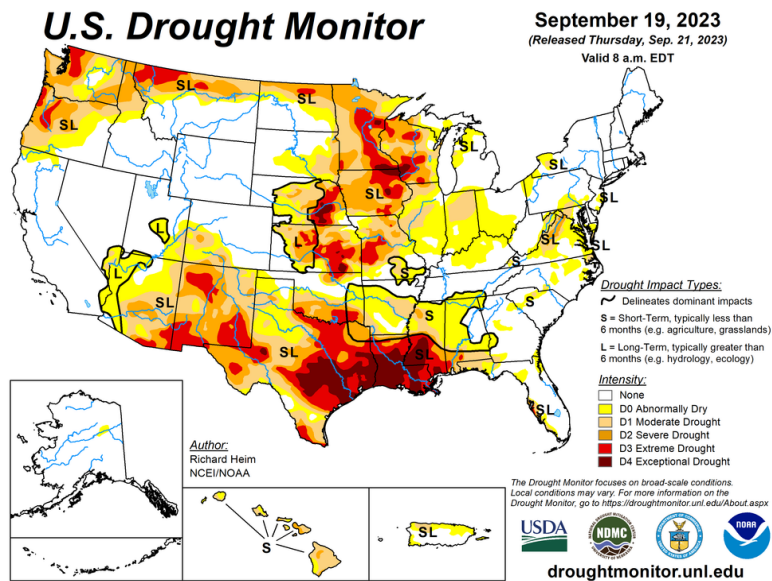 U.S. Drought Monitor
September 19, 2023
(Released Thursday, Sep. 21, 2023)
Valid 8 a.m. EDT
SL
SL
SL
SL
SL
SL
SL
SL
SL
SL
L
L
L
S
S
S
S
SL
SL
SL
Drought Impact Types:
Delineates dominant impacts
S = Short-Term, typically less than
6 months (e.g. agriculture, grasslands)
L = Long-Term, typically greater than
6 months (e.g. hydrology, ecology)
Intensity:
None
D0 Abnormally Dry
D1 Moderate Drought
D2 Severe Drought
D3 Extreme Drought
D4 Exceptional Drought
Author:
Richard Heim
NCEI/NOAA
S
SL
The Drought Monitor focuses on broad-scale conditions.
Local conditions may vary. For more information on the
Drought Monitor, go to https://droughtmonitor.unl.edu/About.aspx
USDA
NDMC
NOAA
droughtmonitor.unl.edu